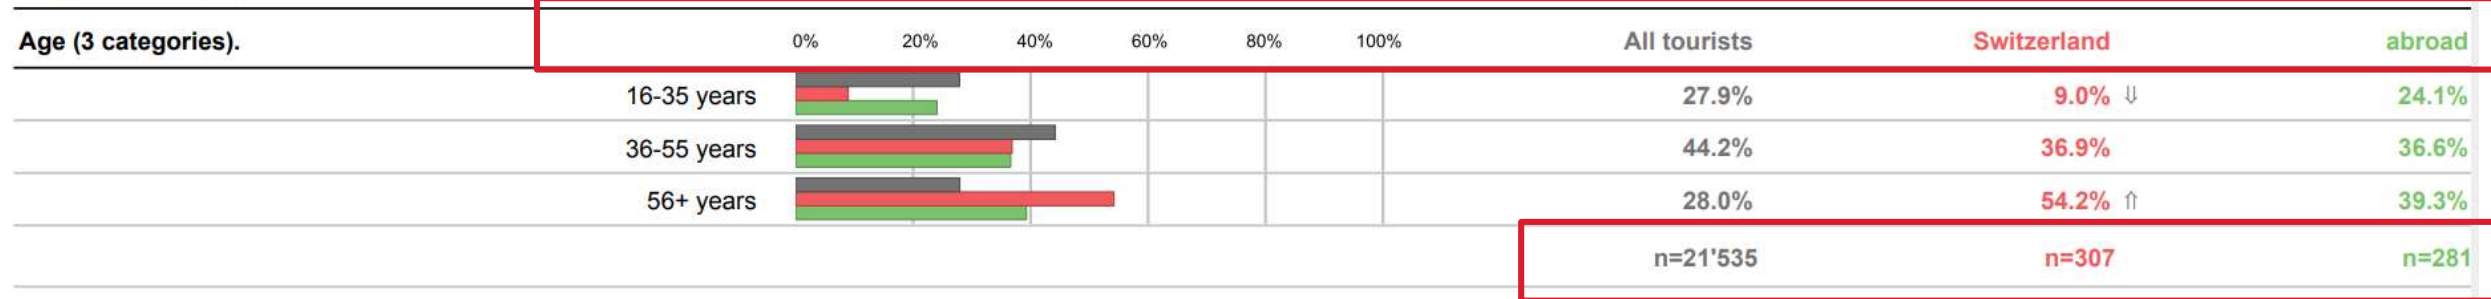 Age (3 categories). 0% 20% 40% 60% 80% 100% All tourists Switzerland abroad
16-35 years 27.9% 9.0% ⇓ 24.1%
36-55 years 44.2% 36.9% 36.6%
56+ years 28.0% 54.2% ⇑ 39.3%
n=21'535 n=307 n=281